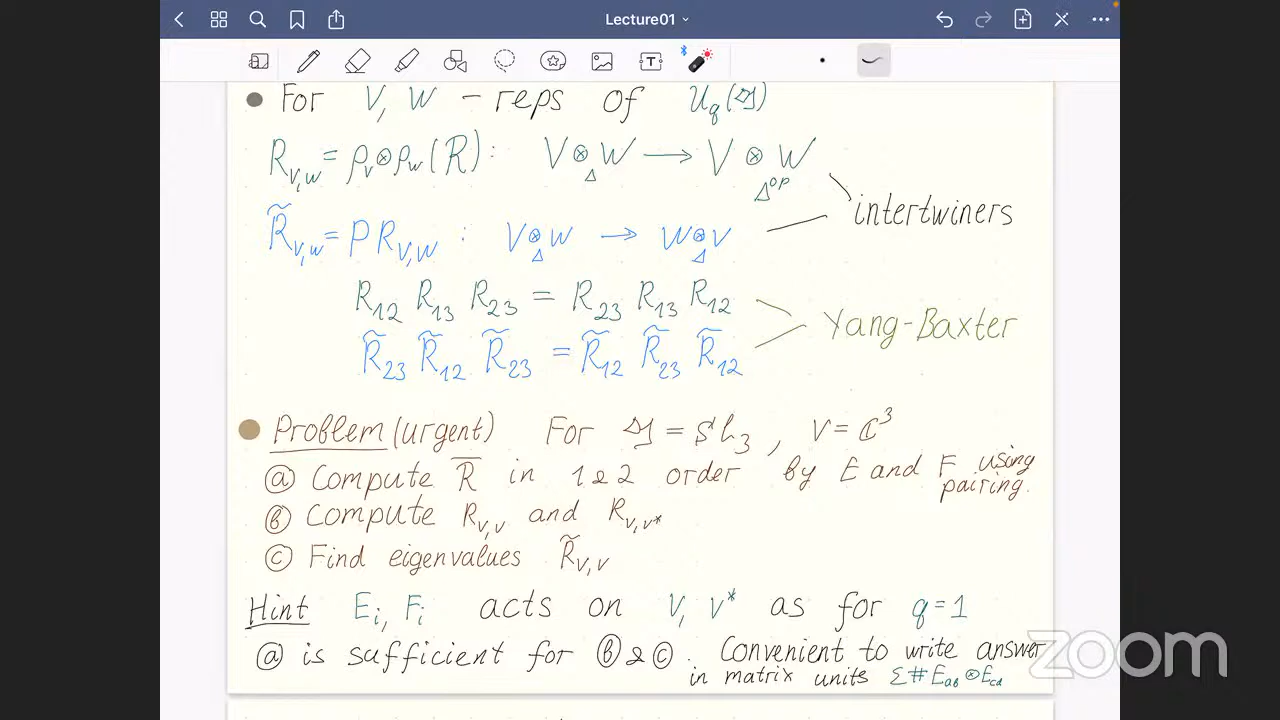 Lecture01
For V, W - reps of U_q(𝔤)
R_{V,W} = ρ_V ⊗ ρ_W (R) : V ⊗_Δ W → V ⊗_{Δ^{op}} W
intertwiners
R̃_{V,W} = P R_{V,W} : V ⊗_Δ W → W ⊗_Δ V
R_{12} R_{13} R_{23} = R_{23} R_{13} R_{12}
Yang-Baxter
R̃_{23} R̃_{12} R̃_{23} = R̃_{12} R̃_{23} R̃_{12}
Problem (urgent) For 𝔤 = sl_3, V = ℂ^3
ⓐ Compute R̅ in 1&2 order by E and F using pairing.
ⓑ Compute R_{V,V} and R_{V,V*}
ⓒ Find eigenvalues R̃_{V,V}
Hint E_i, F_i acts on V, V* as for q=1
ⓐ is sufficient for ⓑ & ⓒ. Convenient to write answer
in matrix units Σ # E_{ab} ⊗ E_{cd}
zoom